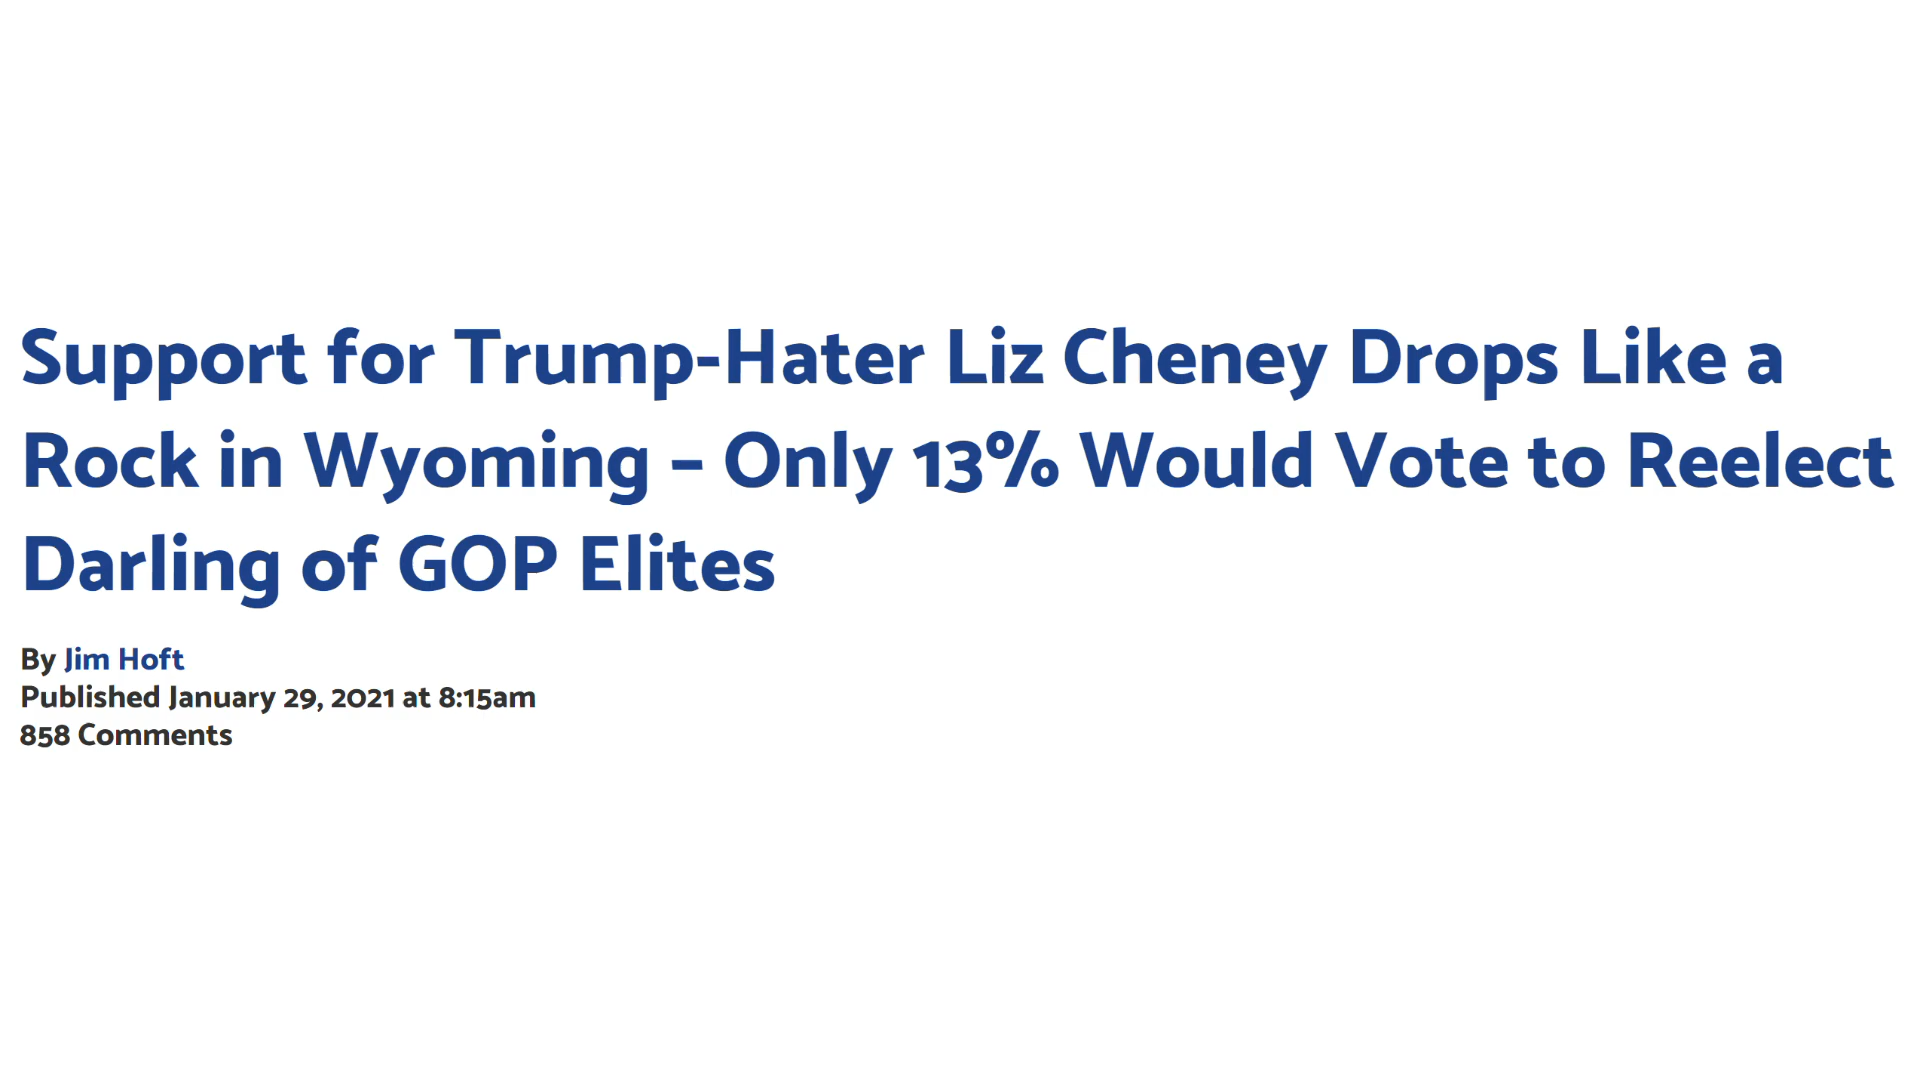 Support for Trump-Hater Liz Cheney Drops Like a
Rock in Wyoming – Only 13% Would Vote to Reelect
Darling of GOP Elites
By Jim Hoft
Published January 29, 2021 at 8:15am
858 Comments